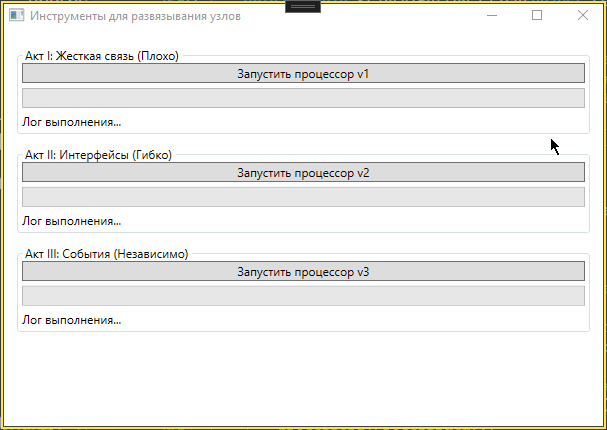 Инструменты для развязывания узлов
Акт I: Жесткая связь (Плохо)
Запустить процессор v1
Лог выполнения...
Акт II: Интерфейсы (Гибко)
Запустить процессор v2
Лог выполнения...
Акт III: События (Независимо)
Запустить процессор v3
Лог выполнения...